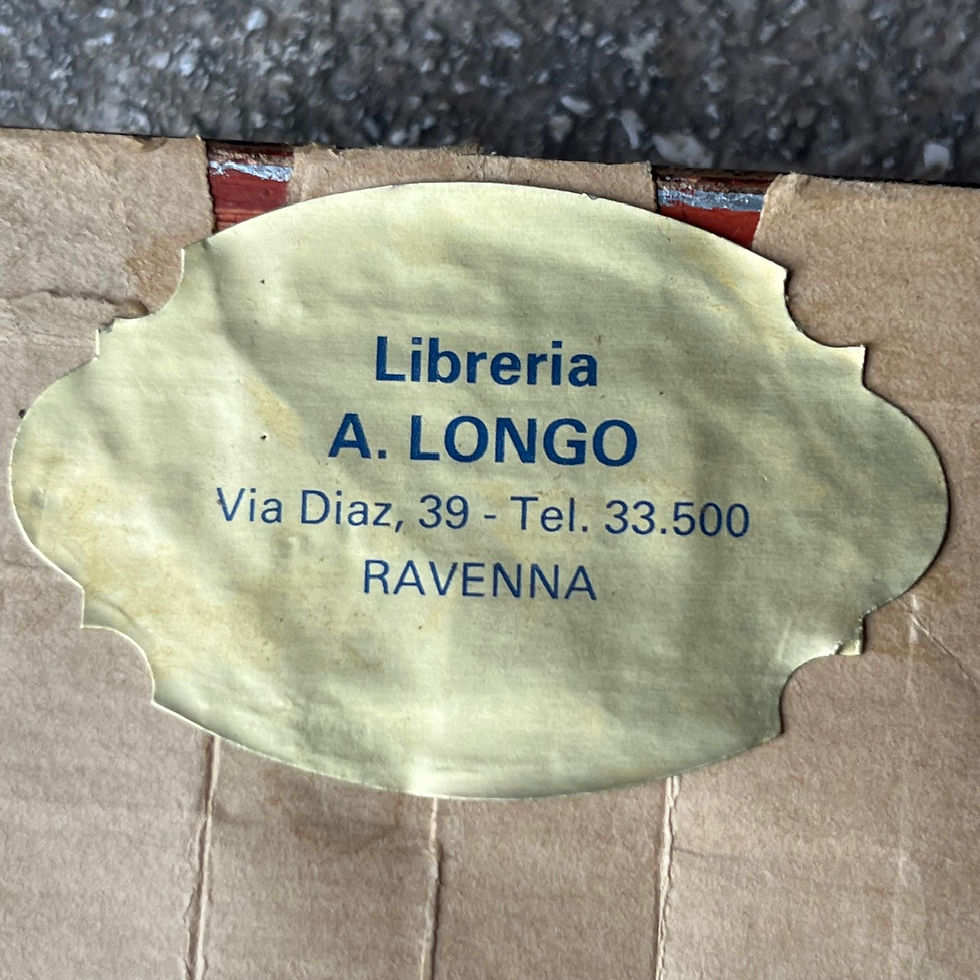 Libreria
A. LONGO
Via Diaz, 39 - Tel. 33.500
RAVENNA